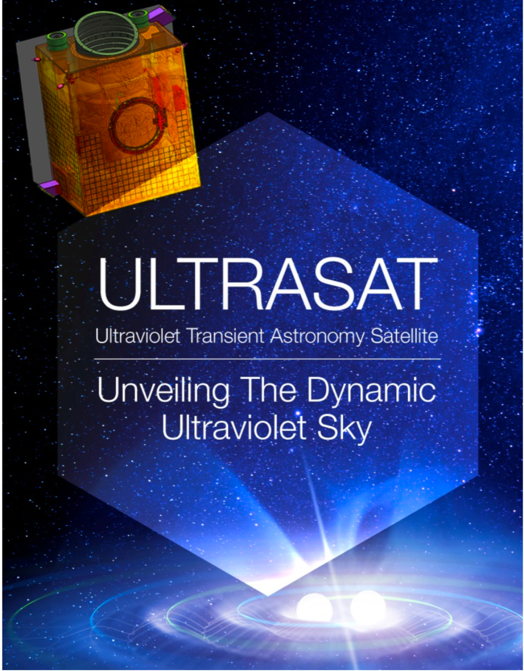 ULTRASAT
Ultraviolet Transient Astronomy Satellite
Unveiling The Dynamic
Ultraviolet Sky